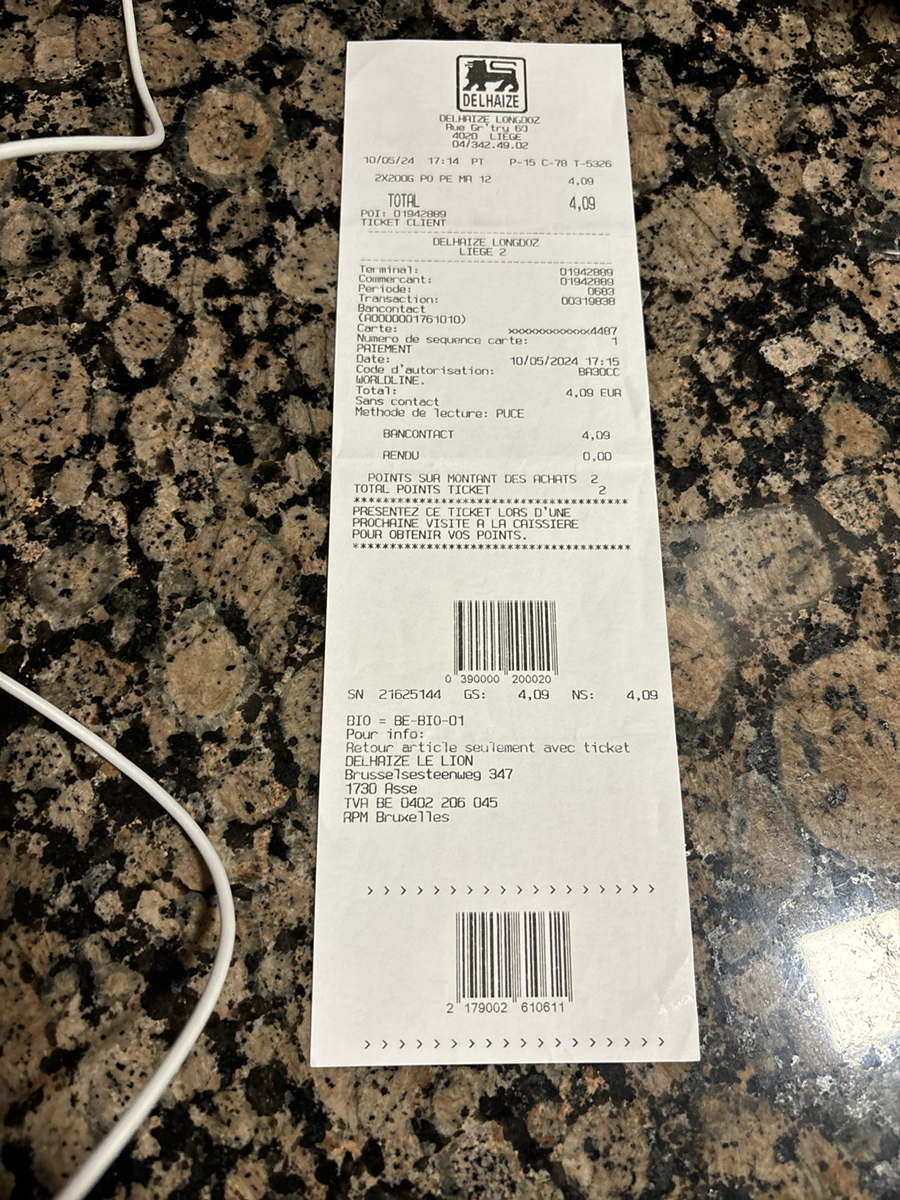 DELHAIZE
DELHAIZE LONGDOZ
Rue Gr'try 60
4020 LIEGE
04/342.49.02
10/05/24 17:14 PT P-15 C-78 T-5326
2X200G PO PE MA 12 4,09
TOTAL 4,09
POI: 01942889
TICKET CLIENT
DELHAIZE LONGDOZ
LIEGE 2
Terminal: 01942889
Commercant: 01942889
Periode: 0683
Transaction: 00319838
Bancontact
(A0000001761010)
Carte: xxxxxxxxxxxxx4487
Numero de sequence carte: 1
PAIEMENT
Date: 10/05/2024 17:15
Code d'autorisation: BA30CC
WORLDLINE.
Total: 4,09 EUR
Sans contact
Methode de lecture: PUCE
BANCONTACT 4,09
RENDU 0,00
POINTS SUR MONTANT DES ACHATS 2
TOTAL POINTS TICKET 2
****************************************
PRESENTEZ CE TICKET LORS D'UNE
PROCHAINE VISITE A LA CAISSIERE
POUR OBTENIR VOS POINTS.
****************************************
0 390000 200020
SN 21625144 GS: 4,09 NS: 4,09
BIO = BE-BIO-01
Pour info:
Retour article seulement avec ticket
DELHAIZE LE LION
Brusselsesteenweg 347
1730 Asse
TVA BE 0402 206 045
RPM Bruxelles
> > > > > > > > > > > > > > > > > >
2 179002 610611
> > > > > > > > > > > > > > > > > >